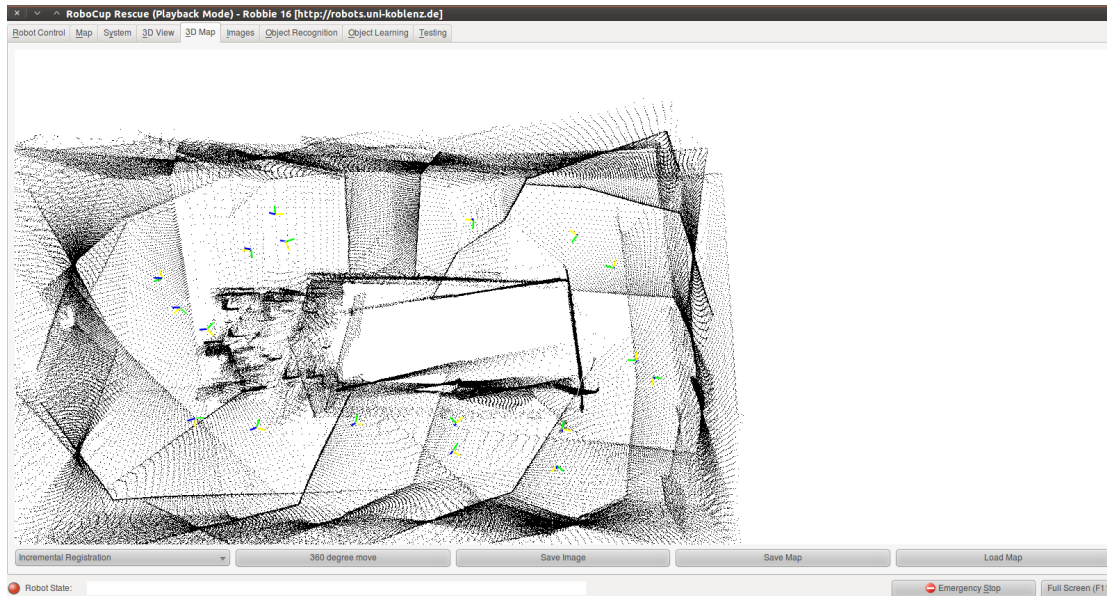 RoboCup Rescue (Playback Mode) - Robbie 16 [http://robots.uni-koblenz.de]
Robot Control Map System 3D View 3D Map Images Object Recognition Object Learning Testing
Incremental Registration 360 degree move Save Image Save Map Load Map
Robot State: Emergency Stop Full Screen (F1